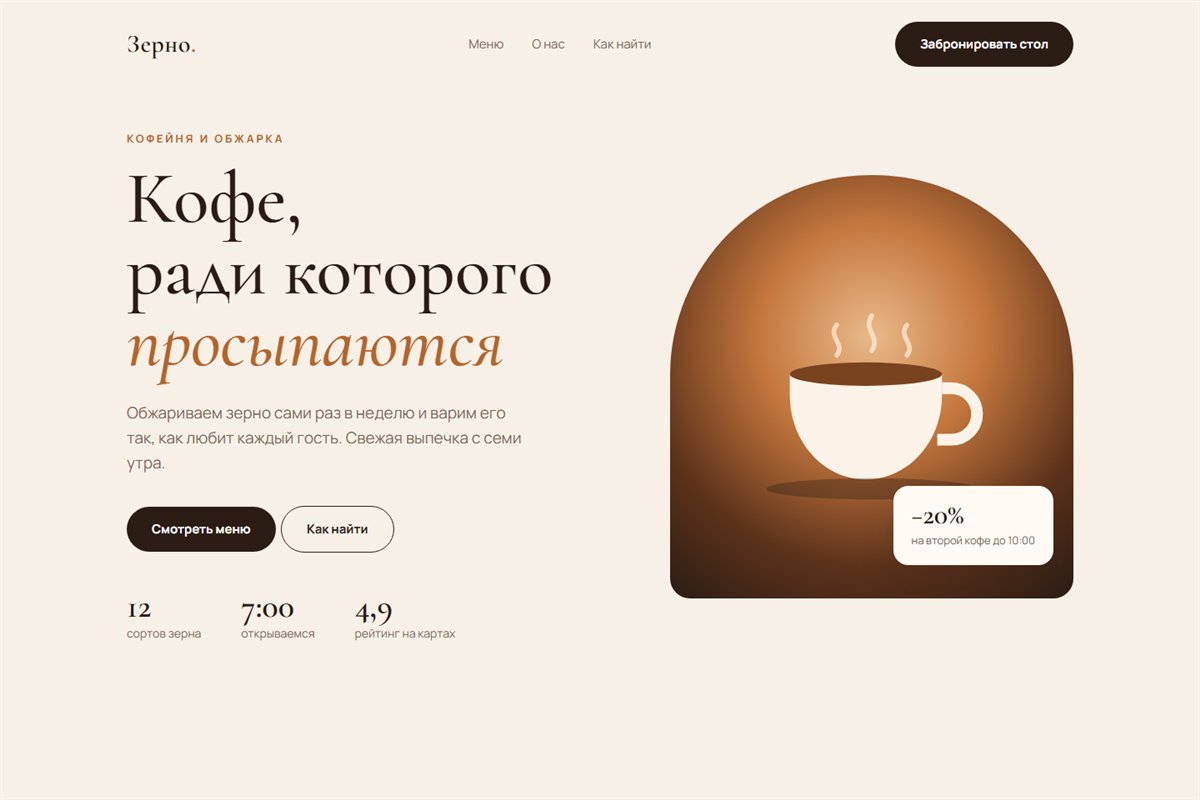 Зерно.
Меню
О нас
Как найти
Забронировать стол
КОФЕЙНЯ И ОБЖАРКА
Кофе,
ради которого
просыпаются
Обжариваем зерно сами раз в неделю и варим его
так, как любит каждый гость. Свежая выпечка с семи
утра.
Смотреть меню
Как найти
12
сортов зерна
7:00
открываемся
4,9
рейтинг на картах
−20%
на второй кофе до 10:00